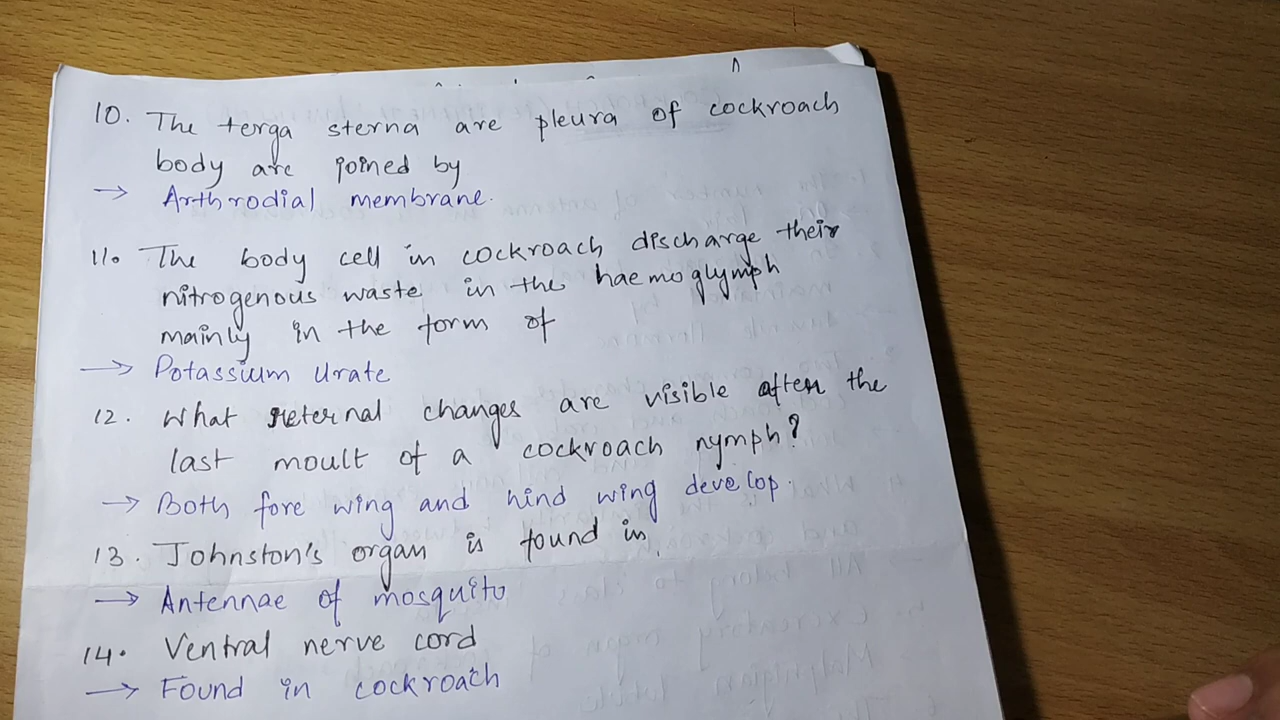 10. The terga sterna are pleura of cockroach
body are joined by
→ Arthrodial membrane.
11. The body cell in cockroach discharge their
nitrogenous waste in the haemoglymph
mainly in the form of
→ Potassium Urate
12. What external changes are visible after the
last moult of a cockroach nymph?
→ Both fore wing and hind wing develop.
13. Johnston's organ is found in
→ Antennae of mosquito
14. Ventral nerve cord
→ Found in cockroach